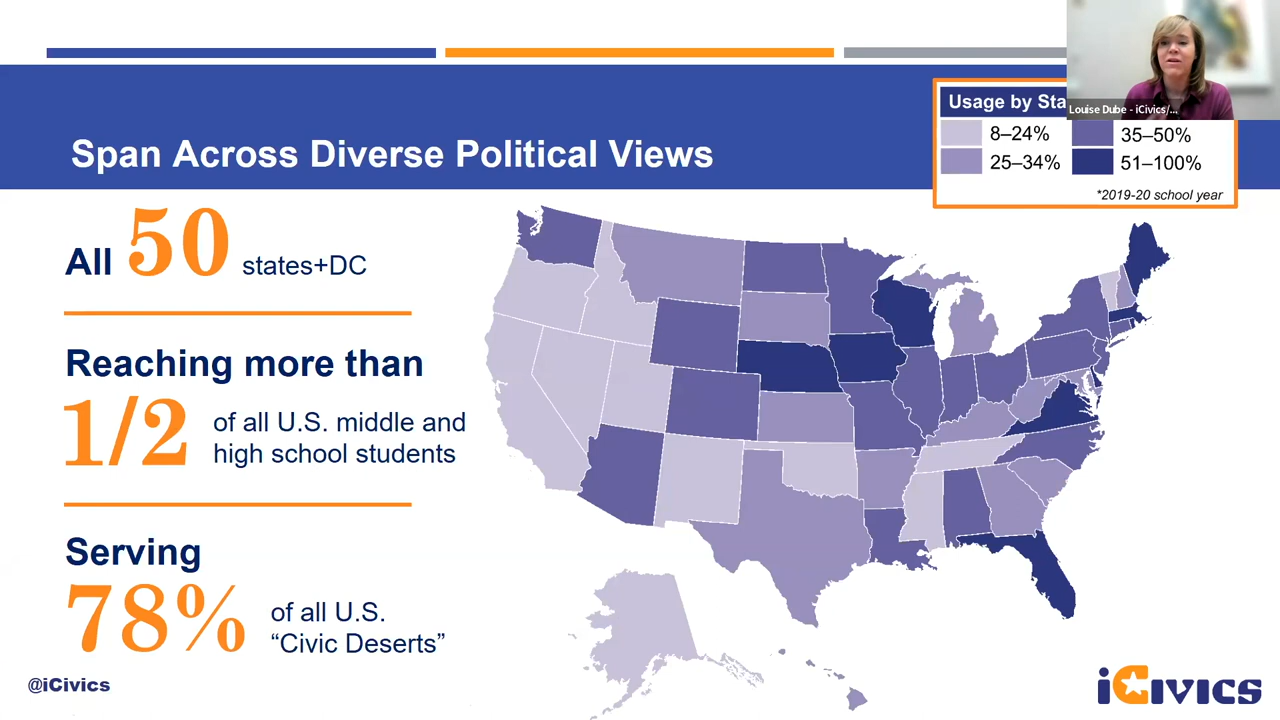 Louise Dube - iCivics/...
Usage by Sta
8–24%
35–50%
25–34%
51–100%
*2019-20 school year
Span Across Diverse Political Views
All 50 states+DC
Reaching more than
1/2 of all U.S. middle and
high school students
Serving
78% of all U.S.
“Civic Deserts”
@iCivics
iCIVICS